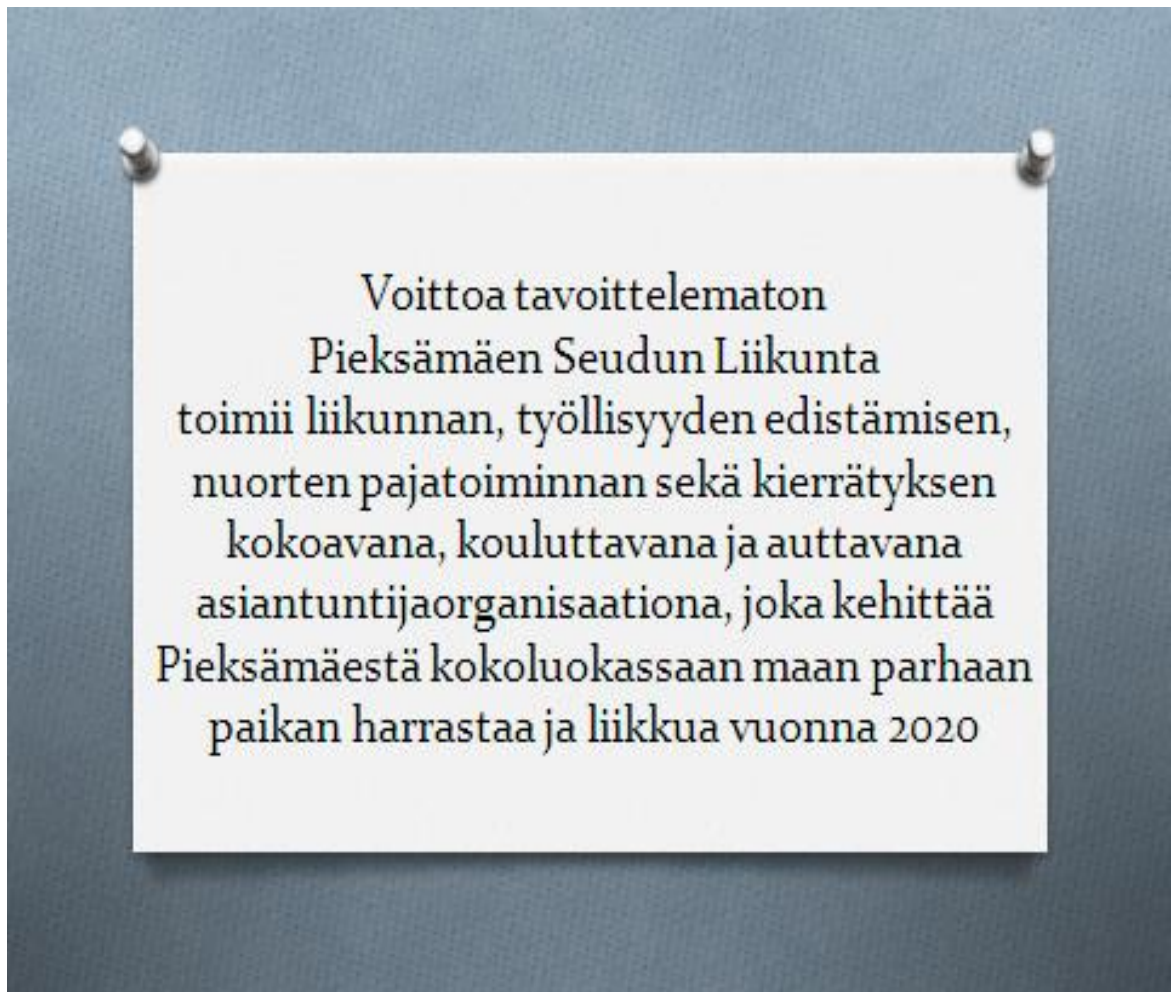 Voittoa tavoittelematon
Pieksämäen Seudun Liikunta
toimii liikunnan, työllisyyden edistämisen,
nuorten pajatoiminnan sekä kierrätyksen
kokoavana, kouluttavana ja auttavana
asiantuntijaorganisaationa, joka kehittää
Pieksämäestä kokoluokassaan maan parhaan
paikan harrastaa ja liikkua vuonna 2020